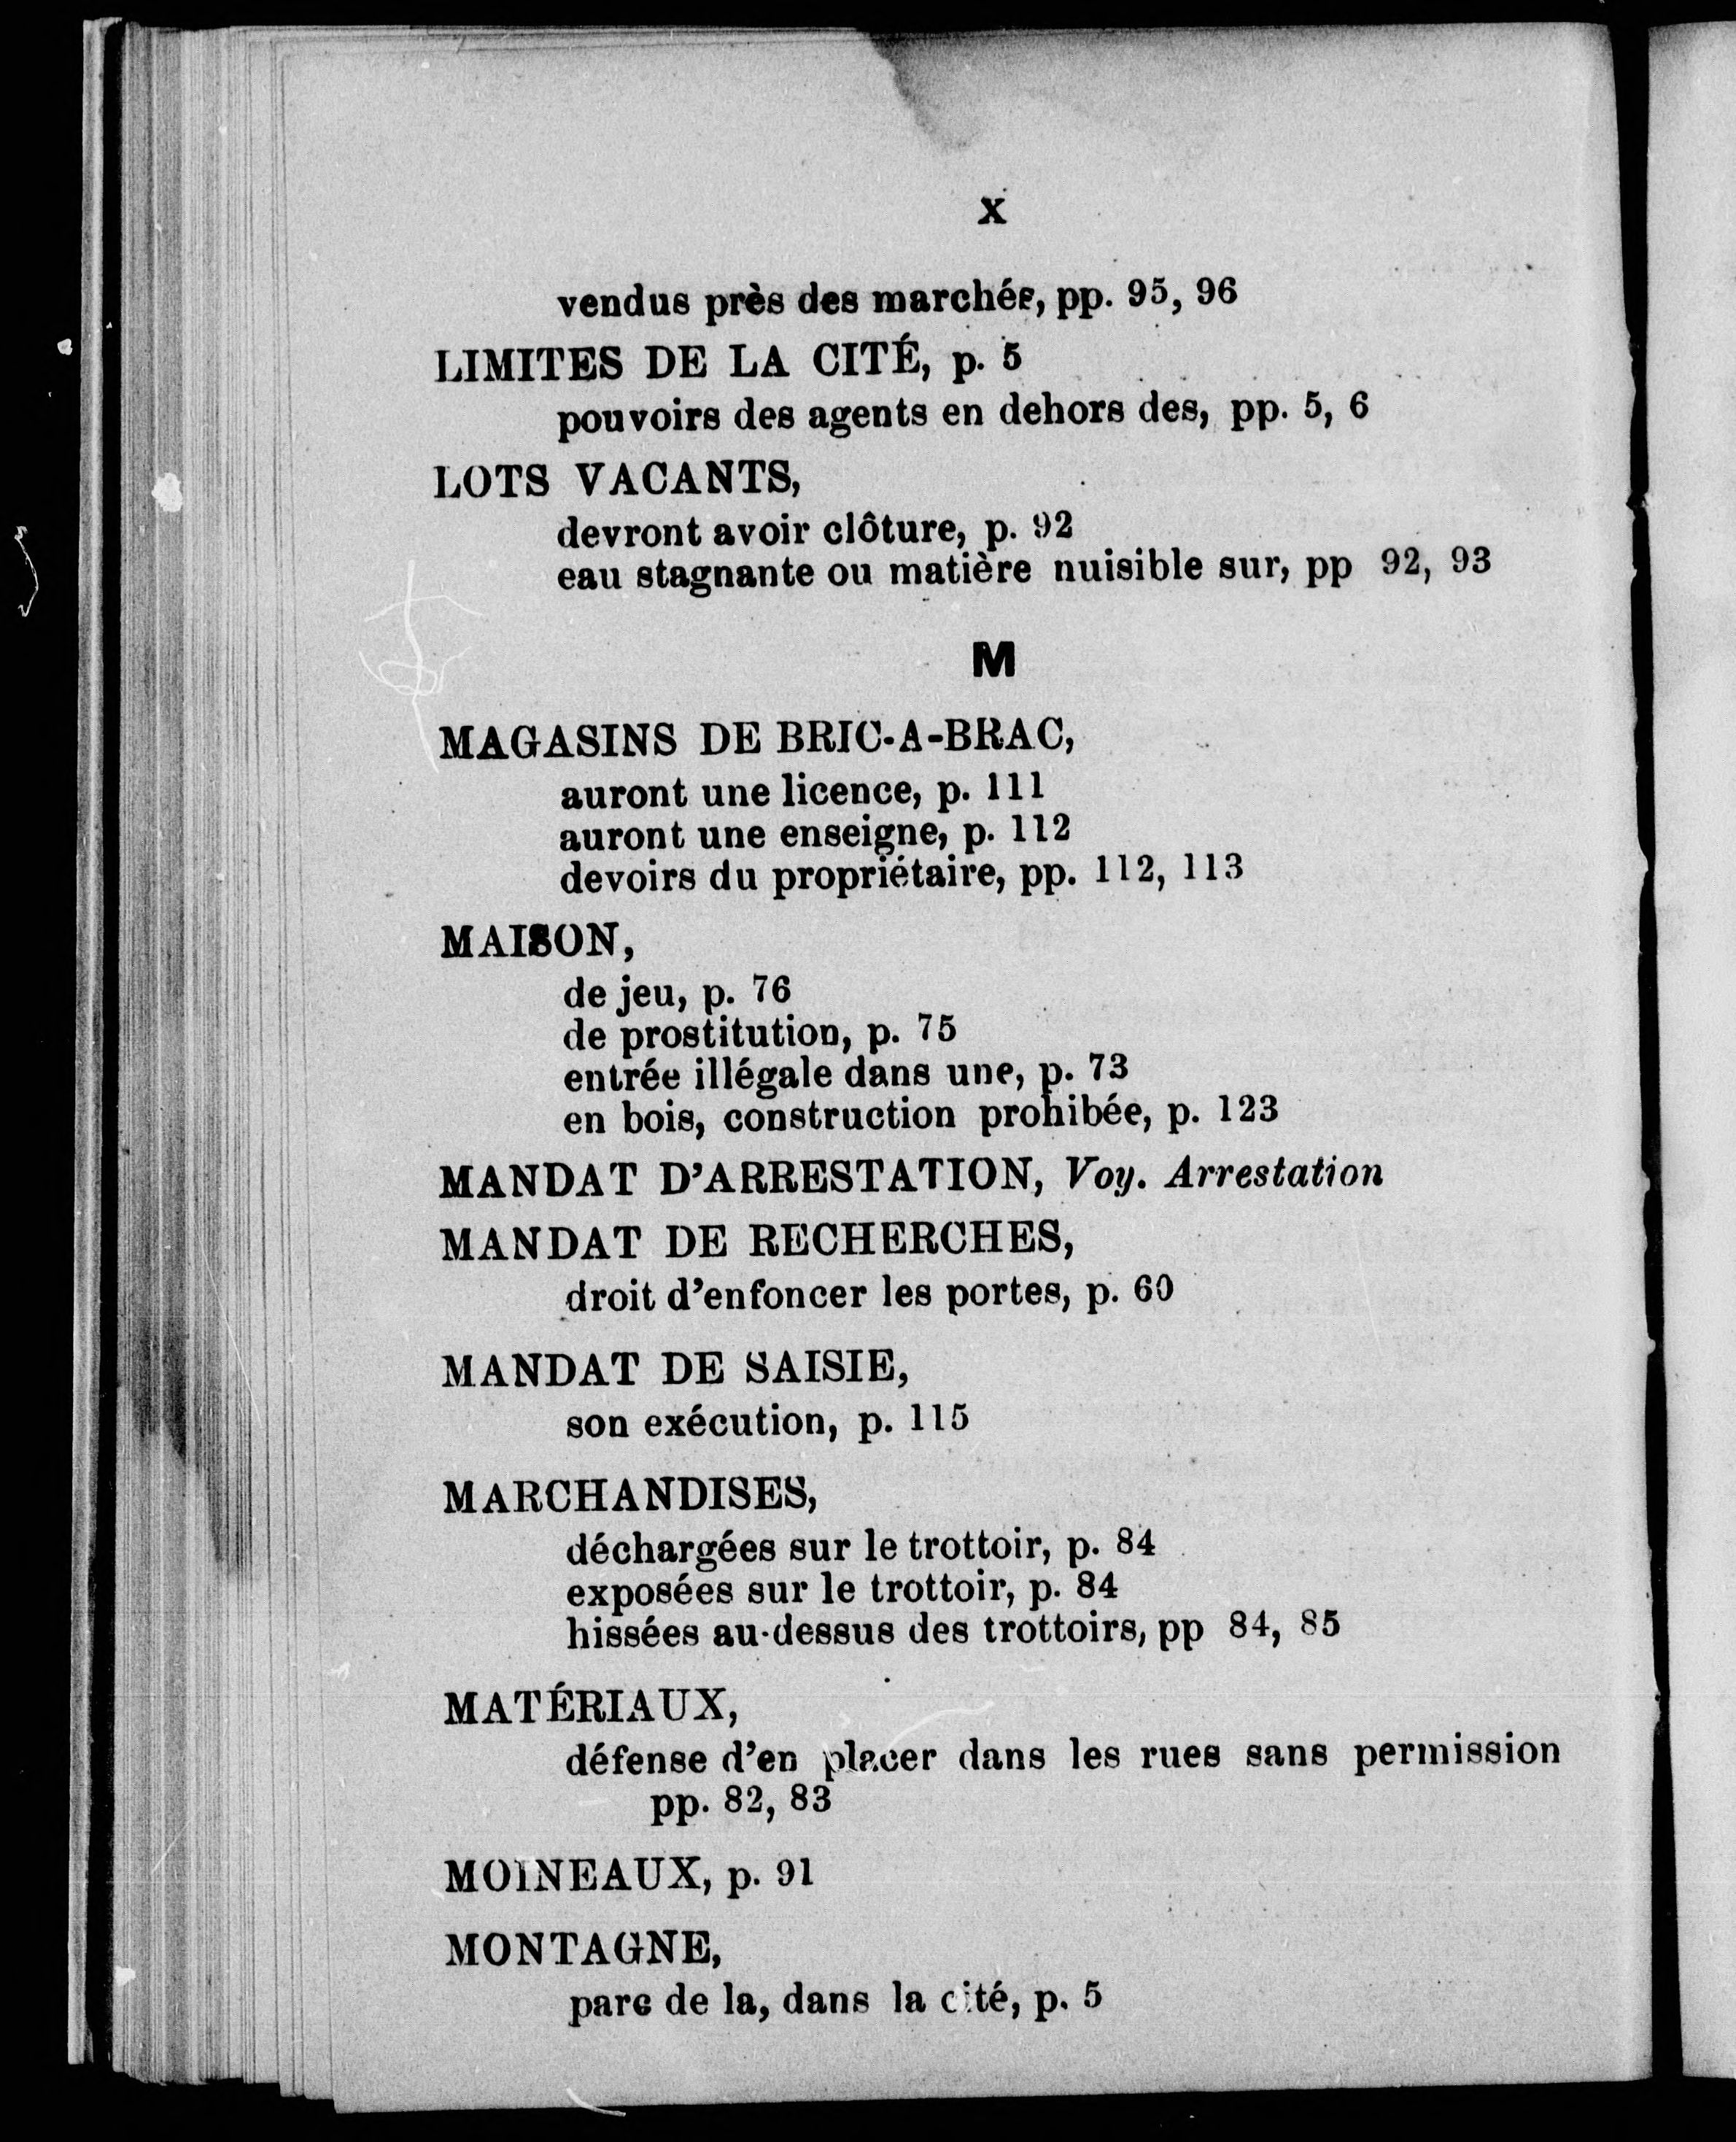 X
vendus près des marchés, pp. 95, 96
LIMITES DE LA CITÉ, p. 5
pouvoirs des agents en dehors des, pp. 5, 6
LOTS VACANTS,
devront avoir clôture, p. 92
eau stagnante ou matière nuisible sur, pp 92, 93
M
MAGASINS DE BRIC-A-BRAC,
auront une licence, p. 111
auront une enseigne, p. 112
devoirs du propriétaire, pp. 112, 113
MAISON,
de jeu, p. 76
de prostitution, p. 75
entrée illégale dans une, p. 73
en bois, construction prohibée, p. 123
MANDAT D'ARRESTATION, Voy. Arrestation
MANDAT DE RECHERCHES,
droit d'enfoncer les portes, p. 60
MANDAT DE SAISIE,
son exécution, p. 115
MARCHANDISES,
déchargées sur le trottoir, p. 84
exposées sur le trottoir, p. 84
hissées au-dessus des trottoirs, pp 84, 85
MATÉRIAUX,
défense d'en placer dans les rues sans permission
pp. 82, 83
MOINEAUX, p. 91
MONTAGNE,
parc de la, dans la cité, p. 5